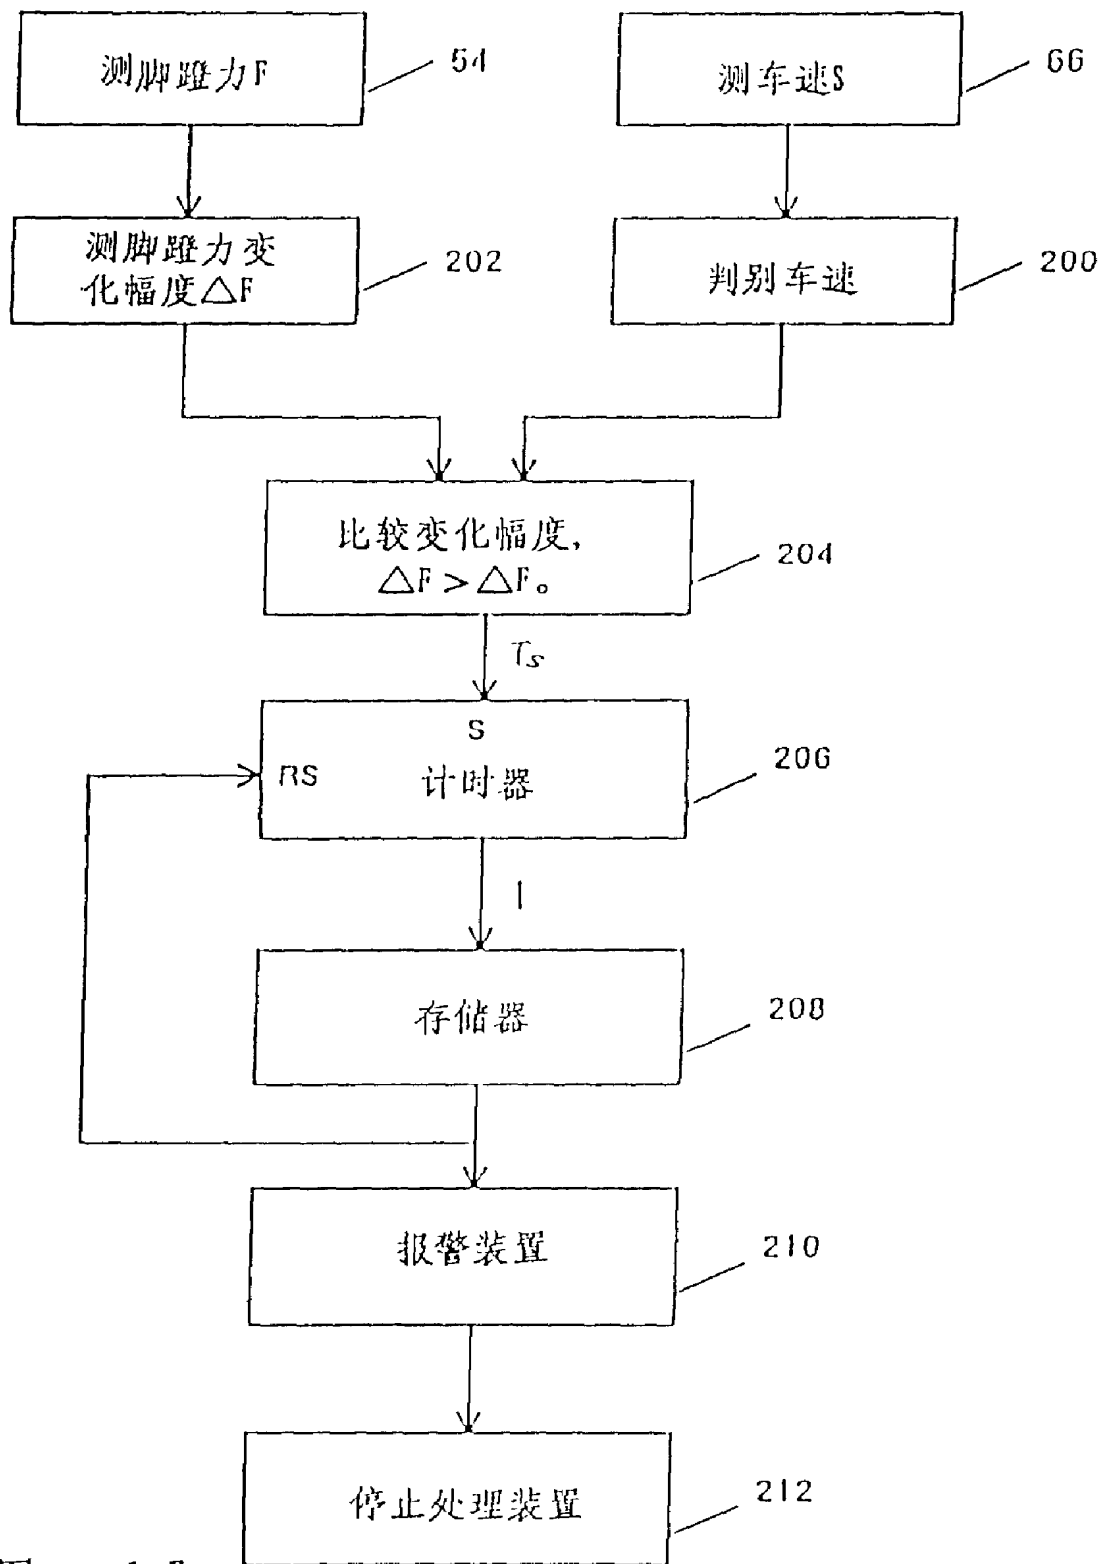 测脚蹬力F
54
测车速S
66
测脚蹬力变
化幅度△F
202
判别车速
200
比较变化幅度，
△F＞△F。
204
Ts
S
RS
计时器
206
存储器
208
报警装置
210
停止处理装置
212